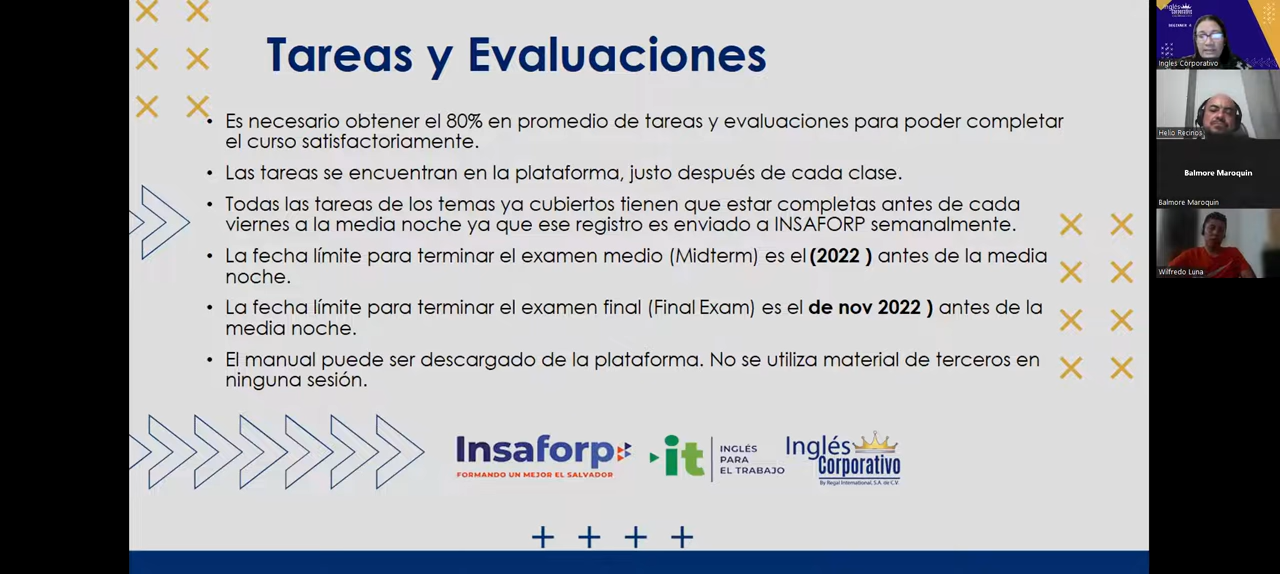 Tareas y Evaluaciones
• Es necesario obtener el 80% en promedio de tareas y evaluaciones para poder completar
el curso satisfactoriamente.
• Las tareas se encuentran en la plataforma, justo después de cada clase.
• Todas las tareas de los temas ya cubiertos tienen que estar completas antes de cada
viernes a la media noche ya que ese registro es enviado a INSAFORP semanalmente.
• La fecha límite para terminar el examen medio (Midterm) es el (2022 ) antes de la media
noche.
• La fecha límite para terminar el examen final (Final Exam) es el de nov 2022 ) antes de la
media noche.
• El manual puede ser descargado de la plataforma. No se utiliza material de terceros en
ninguna sesión.
Insaforp
FORMANDO UN MEJOR EL SALVADOR
it
INGLÉS
PARA
EL TRABAJO
Inglés
Corporativo
By Regal International, S.A. de C.V.
Inglés
Corporativo
Ingles Corporativo
Helio Recinos
Balmore Maroquin
Balmore Maroquin
Wilfredo Luna